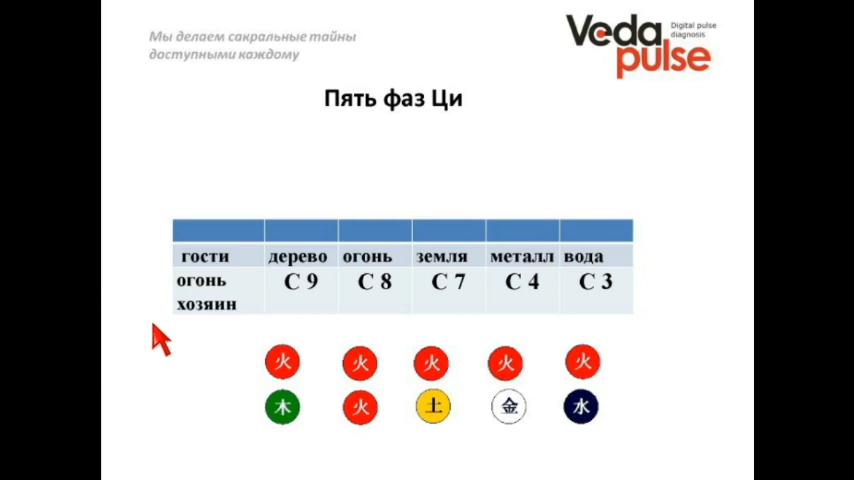 Мы делаем сакральные тайны
доступными каждому
Veda
pulse
Digital pulse
diagnosis
Пять фаз Ци
гости дерево огонь земля металл вода
огонь С 9 С 8 С 7 С 4 С 3
хозяин
火 火 火 火 火
木 火 土 金 水